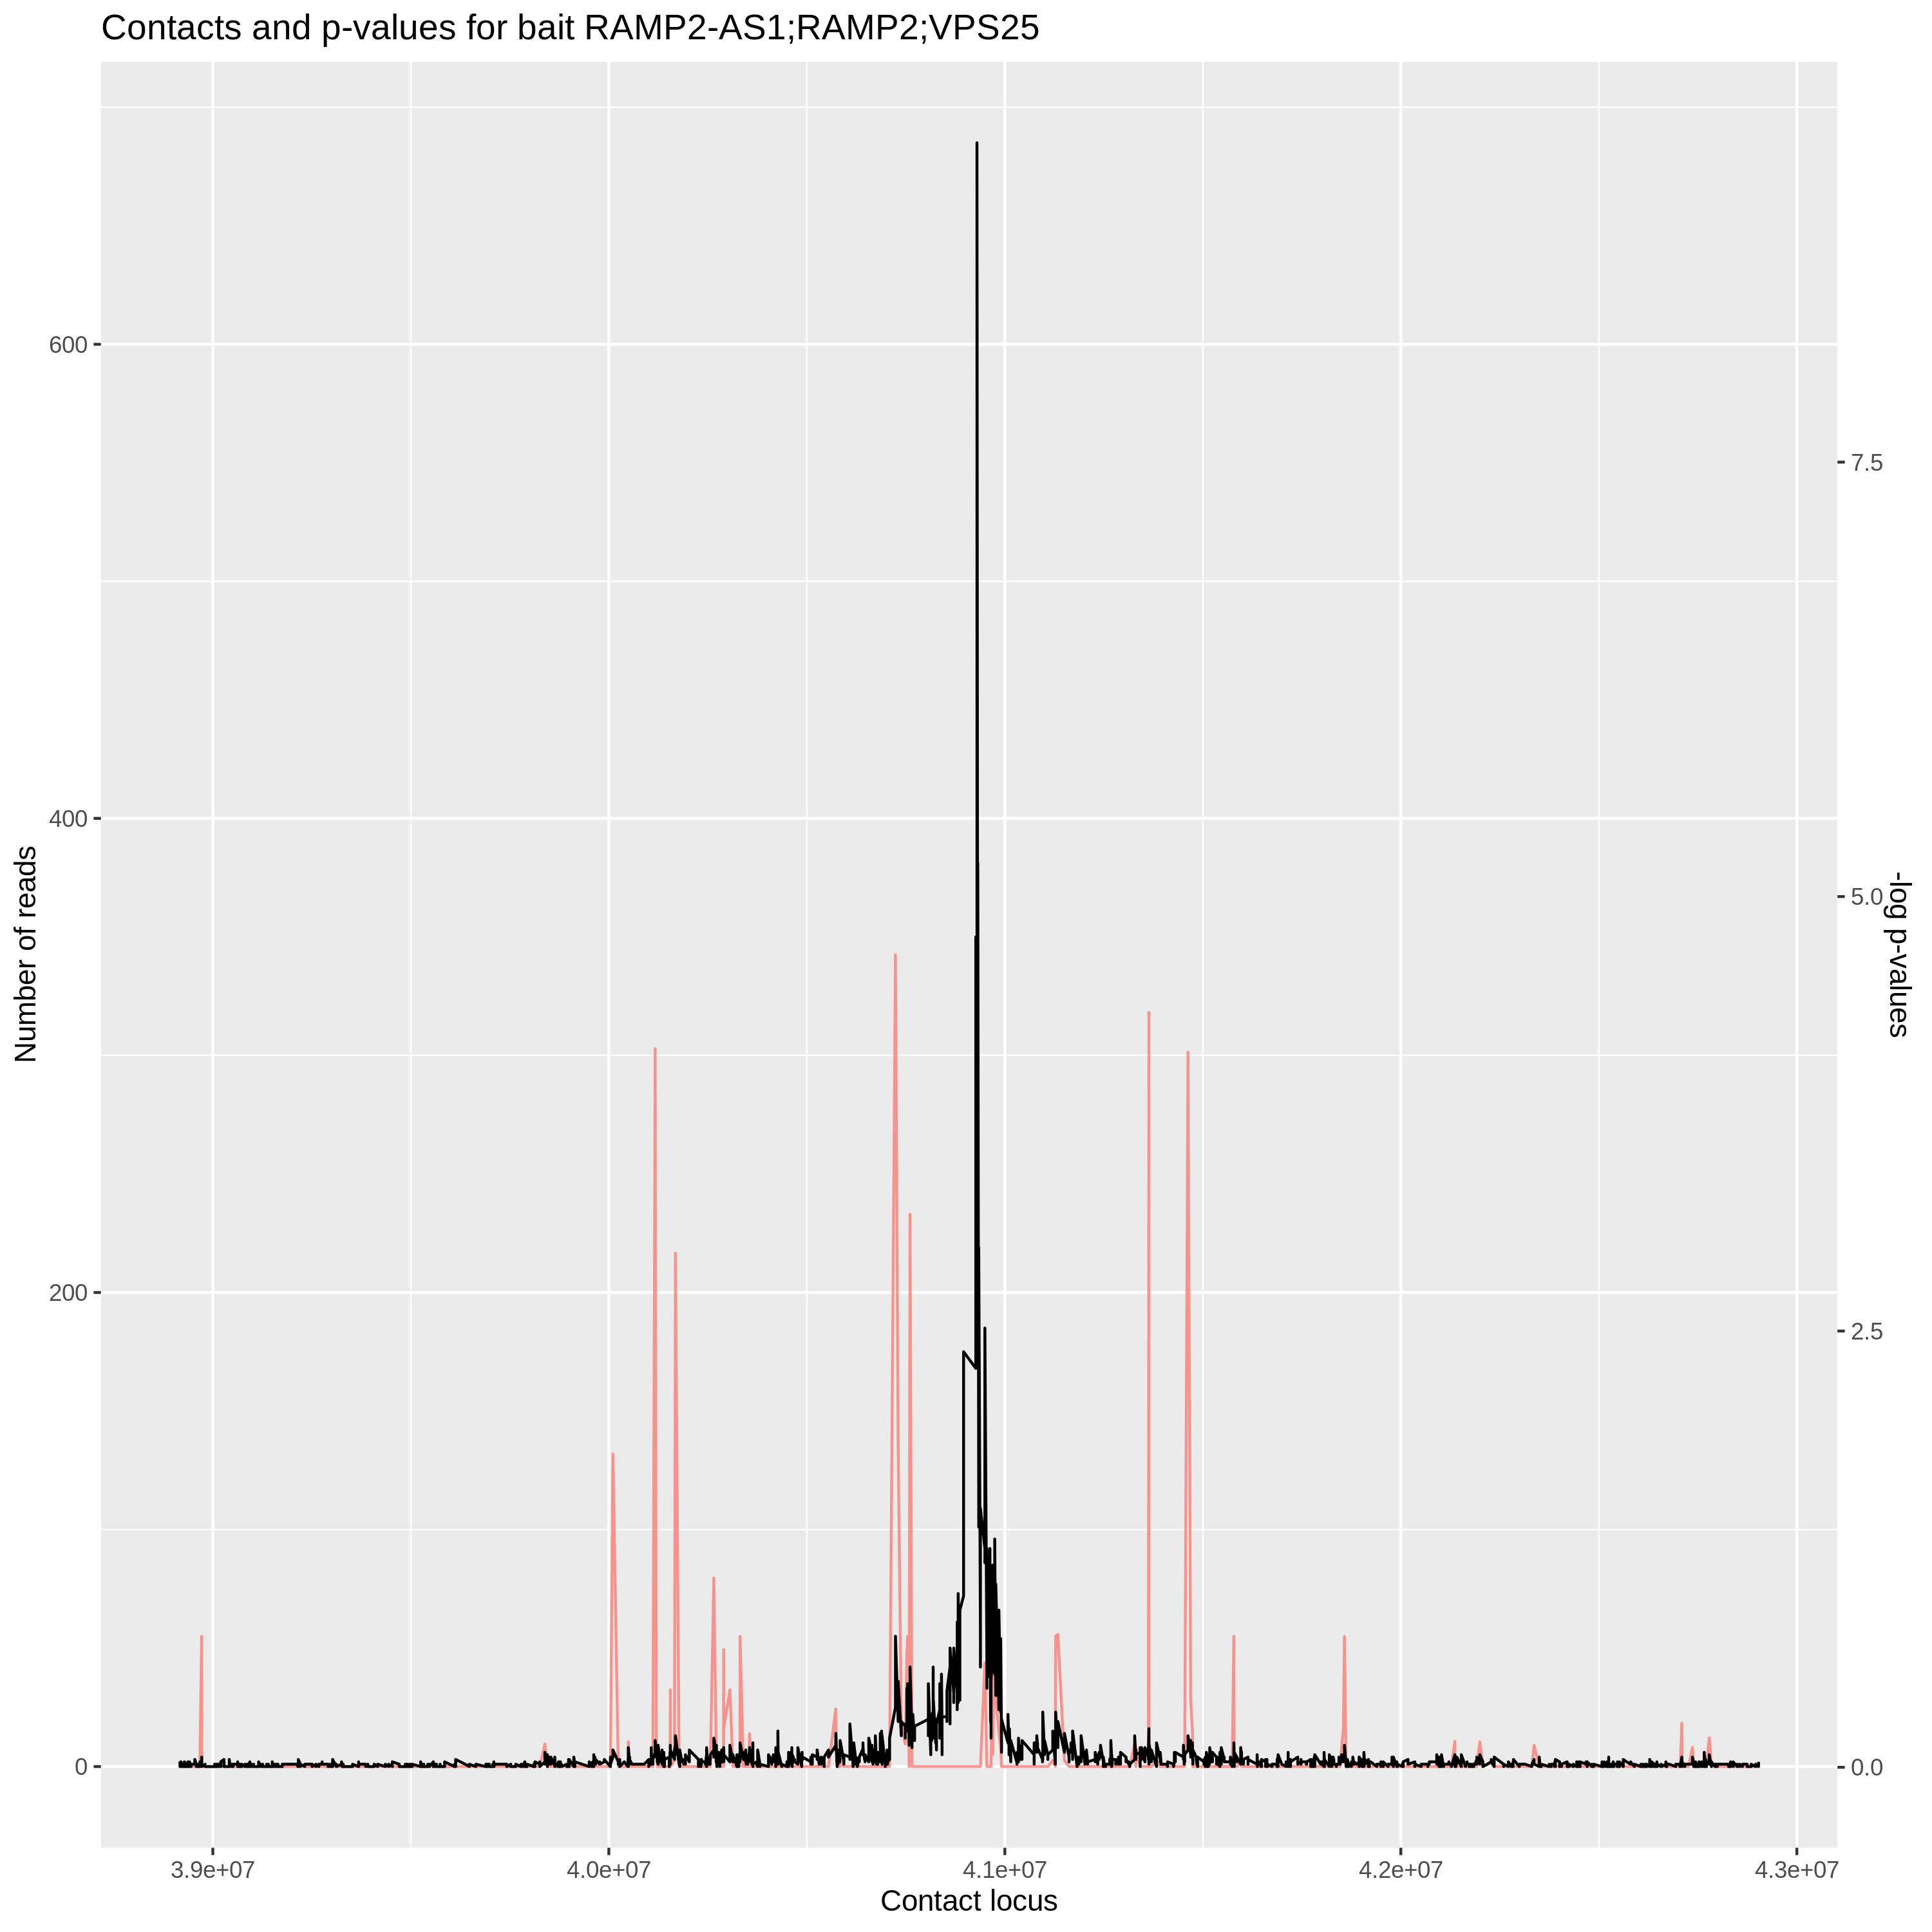 Contacts and p-values for bait RAMP2-AS1;RAMP2;VPS25
600
400
200
0
Number of reads
7.5
5.0
2.5
0.0
-log p-values
3.9e+07
4.0e+07
4.1e+07
4.2e+07
4.3e+07
Contact locus